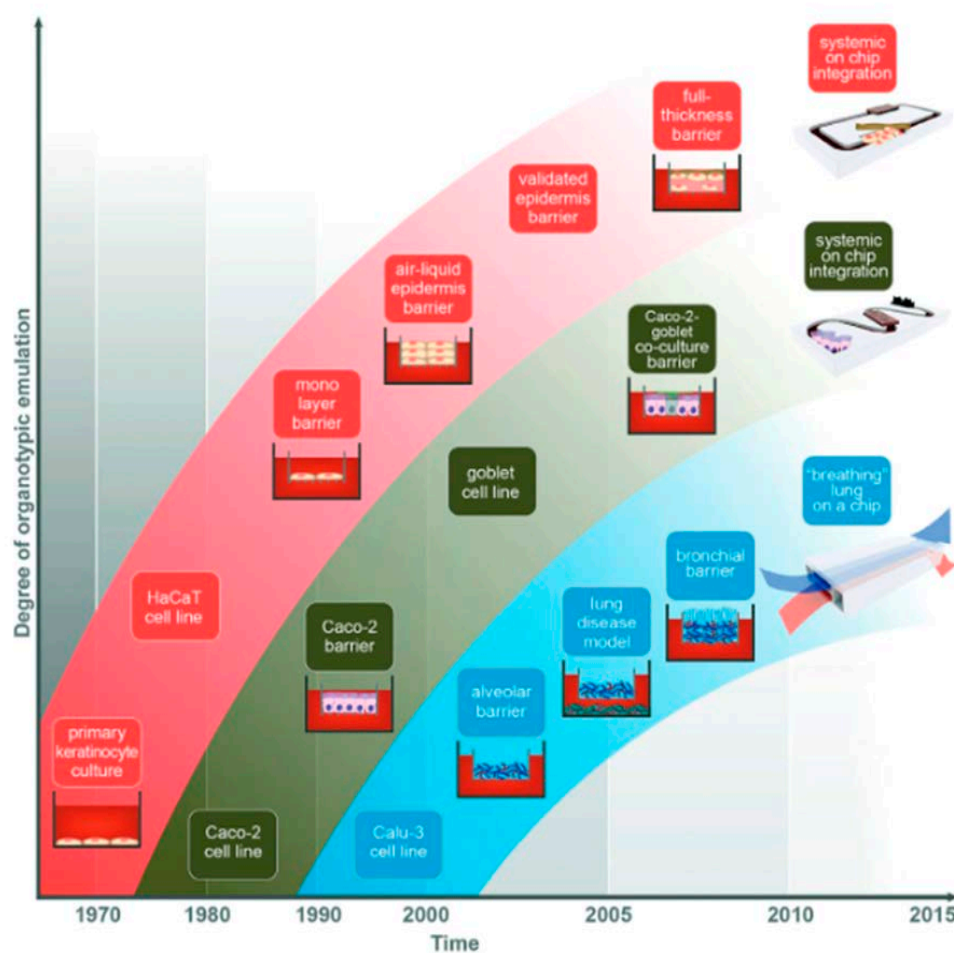 systemic
on chip
integration
full-
thickness
barrier
validated
epidermis
barrier
air-liquid
epidermis
barrier
mono
layer
barrier
HaCaT
cell line
primary
keratinocyte
culture
systemic
on chip
integration
Caco-2-
goblet
co-culture
barrier
goblet
cell line
Caco-2
barrier
Caco-2
cell line
"breathing"
lung
on a chip
bronchial
barrier
lung
disease
model
alveolar
barrier
Calu-3
cell line
Degree of organotypic emulation
1970
1980
1990
2000
2005
2010
2015
Time